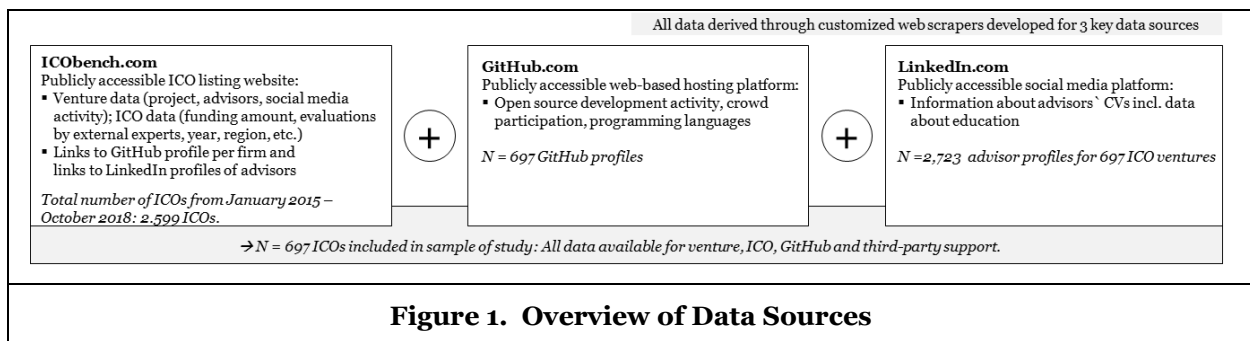 All data derived through customized web scrapers developed for 3 key data sources
ICObench.com
Publicly accessible ICO listing website:
▪ Venture data (project, advisors, social media
activity); ICO data (funding amount, evaluations
by external experts, year, region, etc.)
▪ Links to GitHub profile per firm and
links to LinkedIn profiles of advisors
Total number of ICOs from January 2015 –
October 2018: 2.599 ICOs.
+
GitHub.com
Publicly accessible web-based hosting platform:
▪ Open source development activity, crowd
participation, programming languages
N = 697 GitHub profiles
+
LinkedIn.com
Publicly accessible social media platform:
▪ Information about advisors` CVs incl. data
about education
N =2,723 advisor profiles for 697 ICO ventures
→ N = 697 ICOs included in sample of study: All data available for venture, ICO, GitHub and third-party support.
Figure 1. Overview of Data Sources